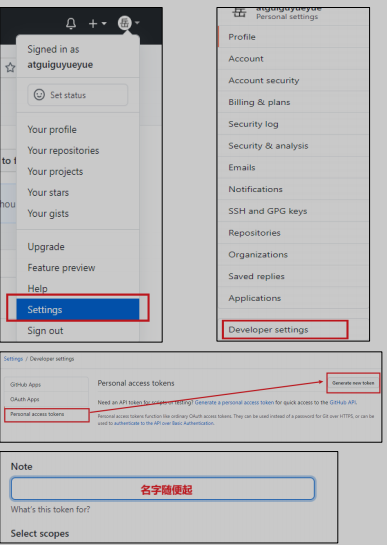 岳
Signed in as
atguiguyueyue
Set status
Your profile
Your repositories
Your projects
Your stars
Your gists
Upgrade
Feature preview
Help
Settings
Sign out
to f
hou
岳 atguiguyueyue
Personal settings
Profile
Account
Account security
Billing & plans
Security log
Security & analysis
Emails
Notifications
SSH and GPG keys
Repositories
Organizations
Saved replies
Applications
Developer settings
Settings / Developer settings
GitHub Apps
OAuth Apps
Personal access tokens
Personal access tokens
Generate new token
Need an API token for scripts or testing? Generate a personal access token for quick access to the GitHub API.
Personal access tokens function like ordinary OAuth access tokens. They can be used instead of a password for Git over HTTPS, or can be
used to authenticate to the API over Basic Authentication.
Note
名字随便起
What's this token for?
Select scopes